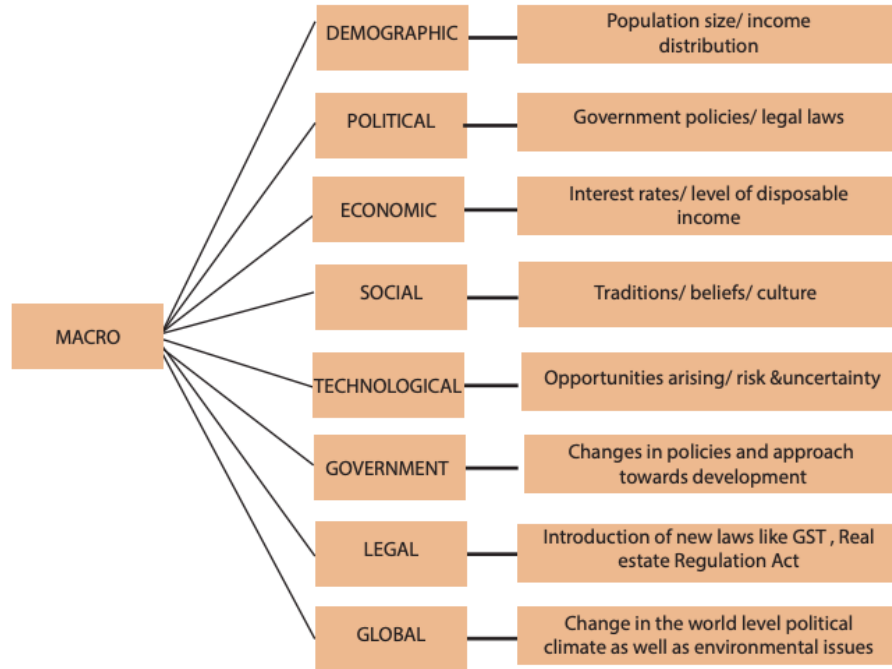 DEMOGRAPHIC
Population size/ income
distribution
POLITICAL
Government policies/ legal laws
ECONOMIC
Interest rates/ level of disposable
income
SOCIAL
Traditions/ beliefs/ culture
MACRO
TECHNOLOGICAL
Opportunities arising/ risk &uncertainty
GOVERNMENT
Changes in policies and approach
towards development
LEGAL
Introduction of new laws like GST , Real
estate Regulation Act
GLOBAL
Change in the world level political
climate as well as environmental issues